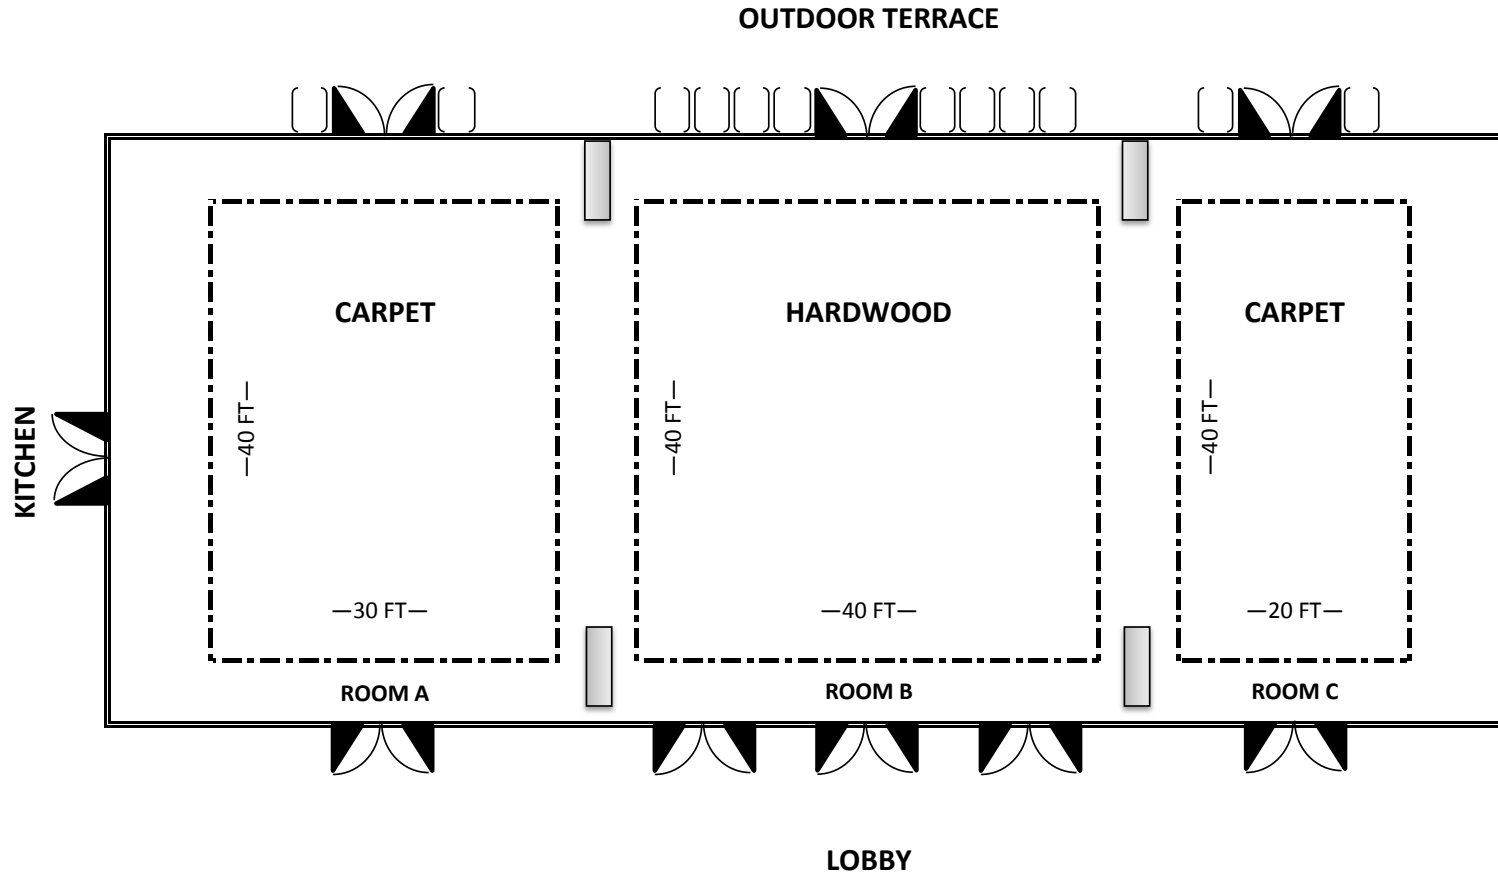 OUTDOOR TERRACE
CARPET
HARDWOOD
CARPET
KITCHEN
—40 FT—
—40 FT—
—40 FT—
—30 FT—
—40 FT—
—20 FT—
ROOM A
ROOM B
ROOM C
LOBBY